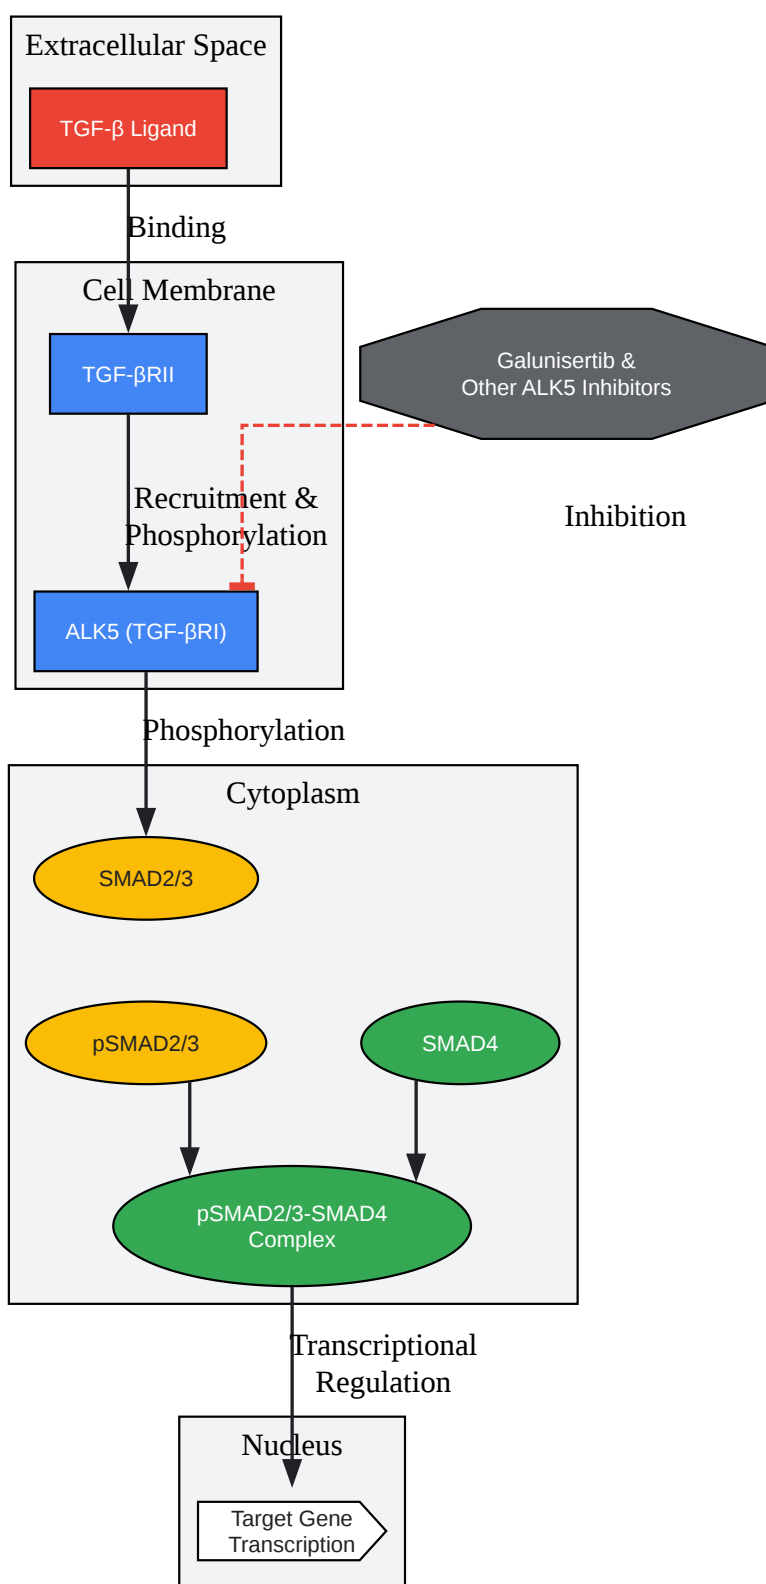 Extracellular Space
TGF-β Ligand
Binding
Cell Membrane
TGF-βRII
Galunisertib &
Other ALK5 Inhibitors
Recruitment &
Phosphorylation
Inhibition
ALK5 (TGF-βRI)
Phosphorylation
Cytoplasm
SMAD2/3
pSMAD2/3
SMAD4
pSMAD2/3-SMAD4
Complex
Transcriptional
Regulation
Nucleus
Target Gene
Transcription